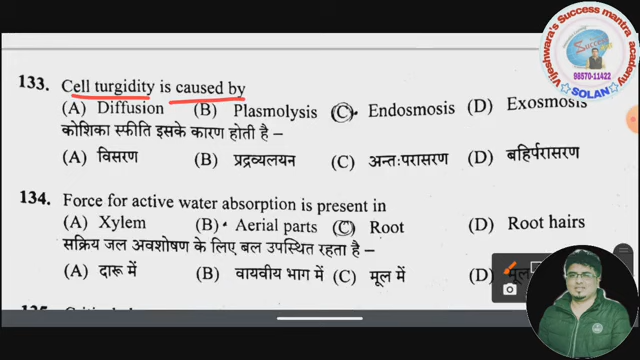 Vijeshwara's Success mantra academy
Success
98570-11422
SOLAN
133. Cell turgidity is caused by
(A) Diffusion (B) Plasmolysis (C) Endosmosis (D) Exosmosis
कोशिका स्फीति इसके कारण होती है –
(A) विसरण (B) प्रद्रव्यलयन (C) अन्तःपरासरण (D) बहिर्परासरण
134. Force for active water absorption is present in
(A) Xylem (B) Aerial parts (C) Root (D) Root hairs
सक्रिय जल अवशोषण के लिए बल उपस्थित रहता है –
(A) दारू में (B) वायवीय भाग में (C) मूल में (D) मूल